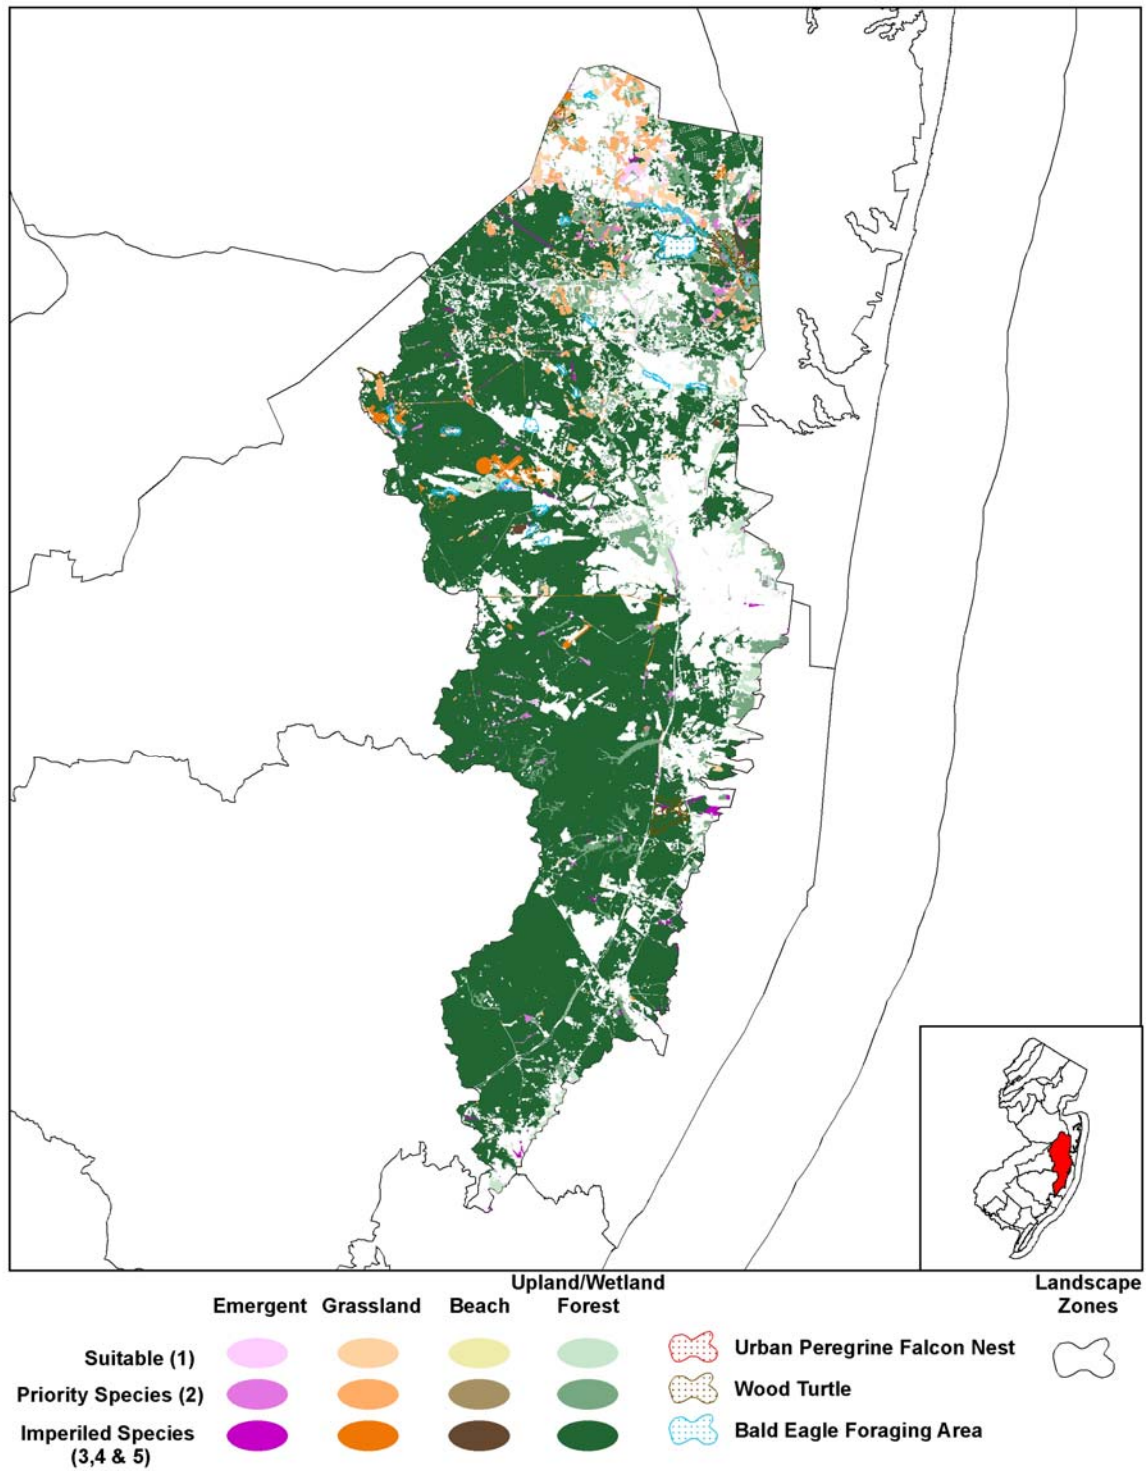 Upland/Wetland
Landscape
Emergent Grassland Beach Forest
Zones
Suitable (1)
Urban Peregrine Falcon Nest
Priority Species (2)
Wood Turtle
Imperiled Species
(3,4 & 5)
Bald Eagle Foraging Area